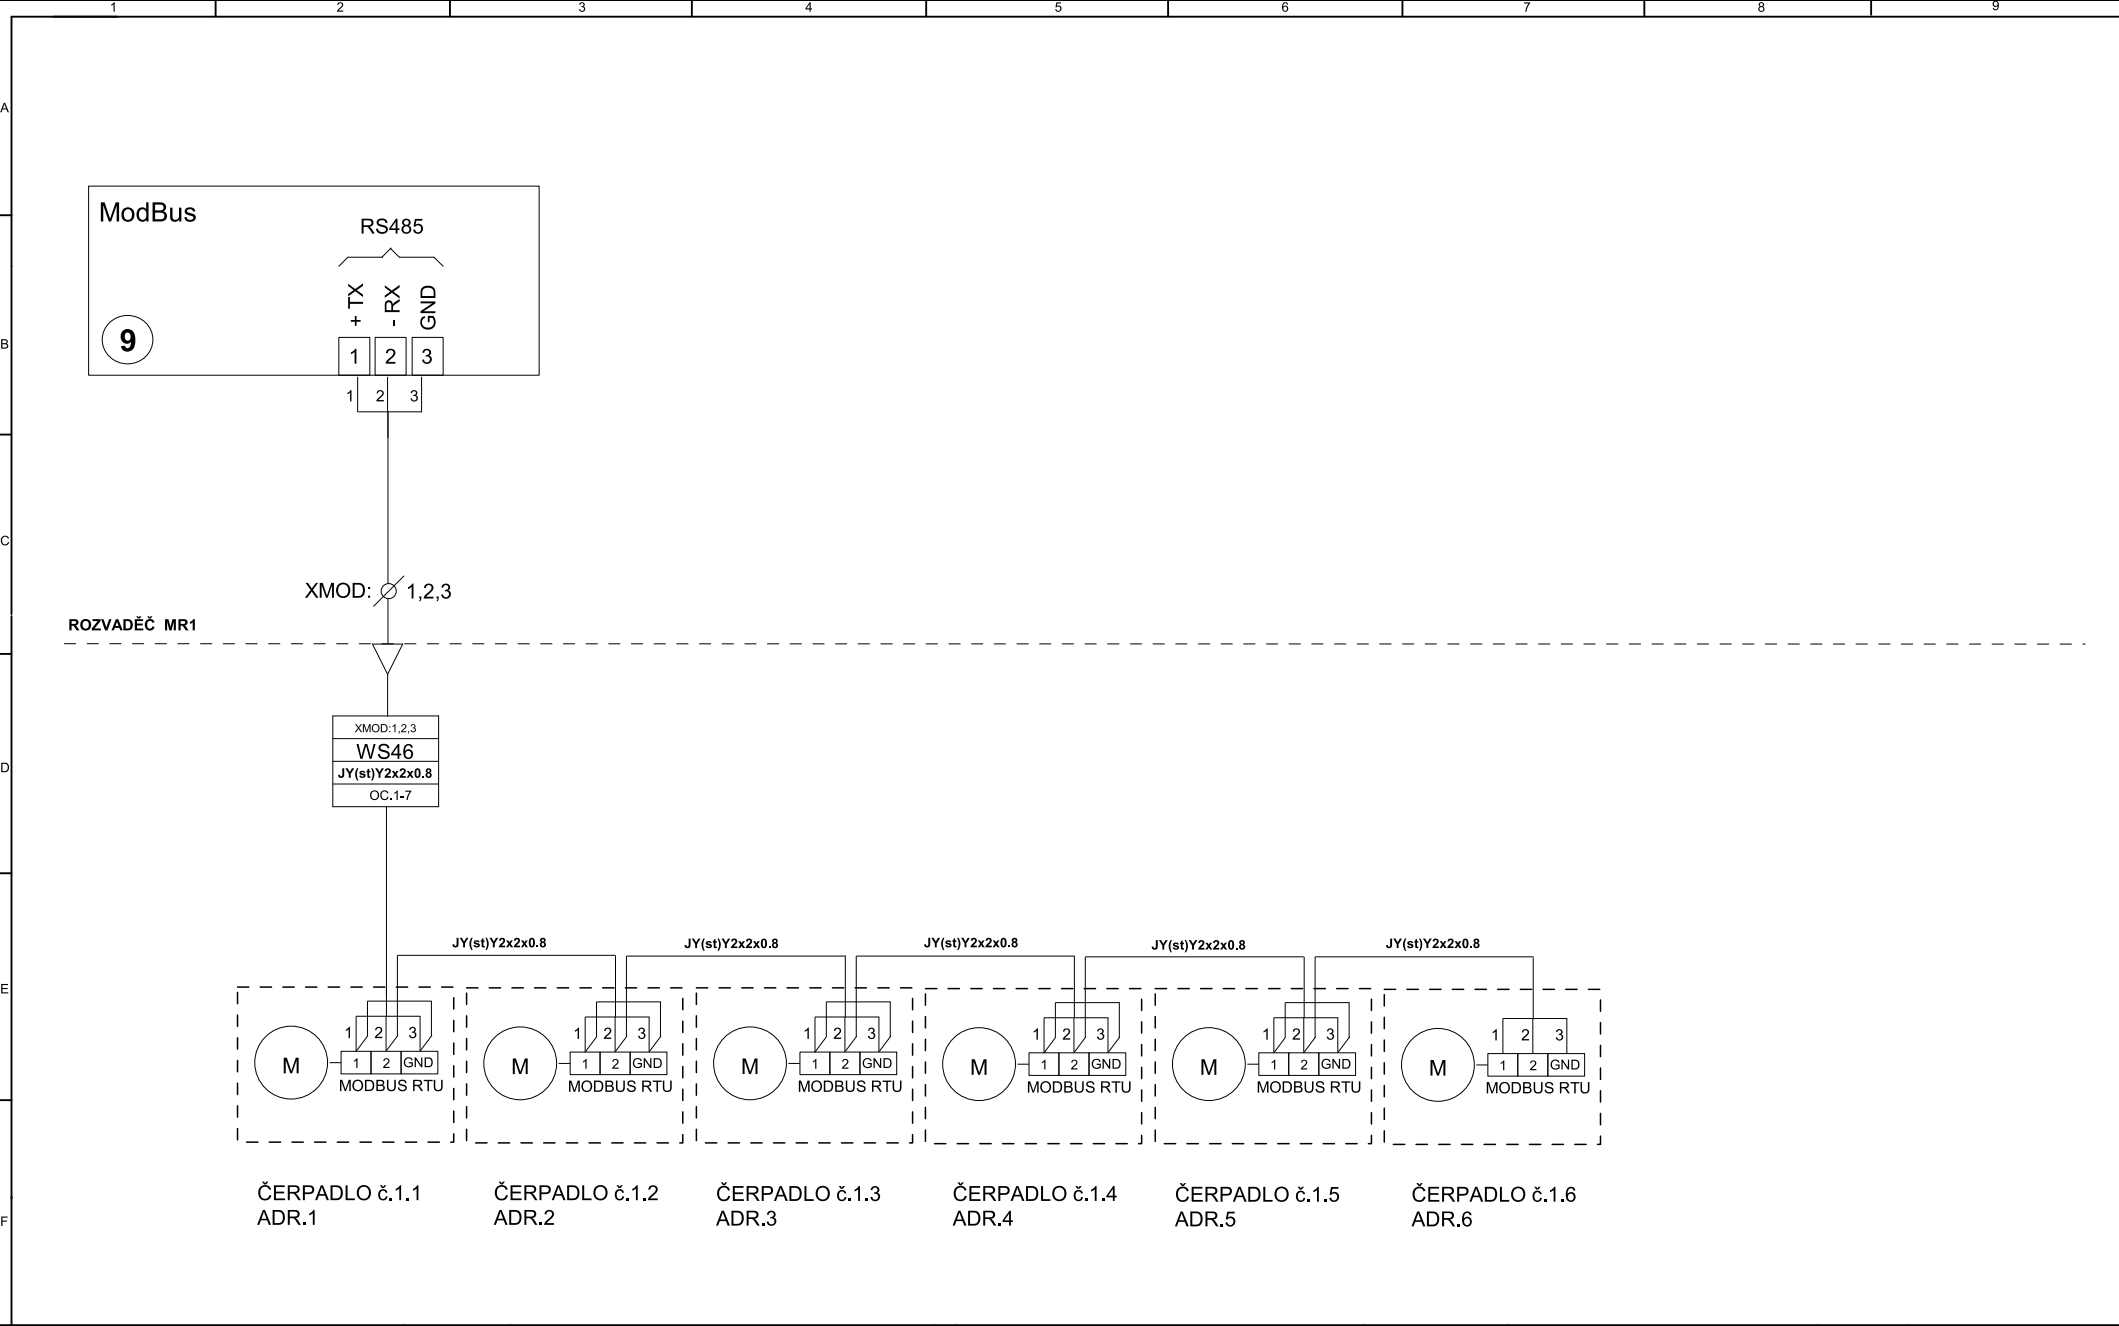 1 2 3 4 5 6 7 8 9
A
ModBus
RS485
+ TX - RX GND
B
9
1 2 3
1 2 3
C
XMOD: 1,2,3
ROZVADĚČ MR1
XMOD:1,2,3
WS46
D
JY(st)Y2x2x0.8
OC.1-7
JY(st)Y2x2x0.8 JY(st)Y2x2x0.8 JY(st)Y2x2x0.8 JY(st)Y2x2x0.8 JY(st)Y2x2x0.8
E
1 2 3 1 2 3 1 2 3 1 2 3 1 2 3 1 2 3
M 1 2 GND M 1 2 GND M 1 2 GND M 1 2 GND M 1 2 GND M 1 2 GND
MODBUS RTU MODBUS RTU MODBUS RTU MODBUS RTU MODBUS RTU MODBUS RTU
ČERPADLO č.1.1 ČERPADLO č.1.2 ČERPADLO č.1.3 ČERPADLO č.1.4 ČERPADLO č.1.5 ČERPADLO č.1.6
F
ADR.1 ADR.2 ADR.3 ADR.4 ADR.5 ADR.6